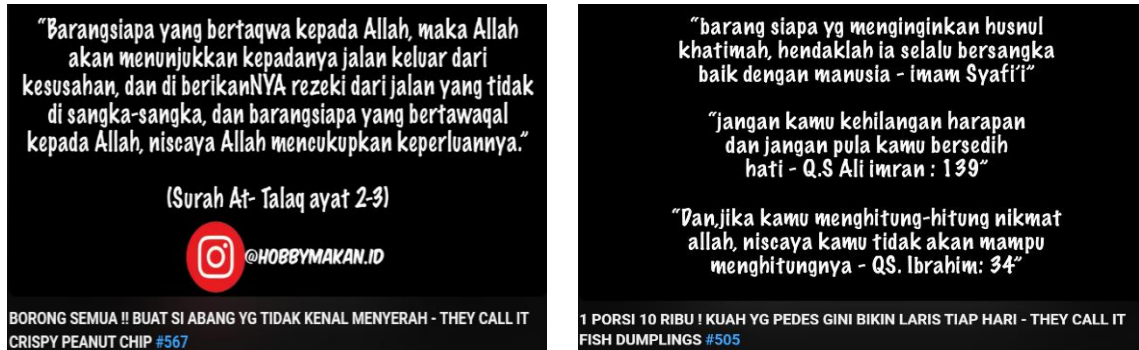 “Barangsiapa yang bertaqwa kepada Allah, maka Allah
akan menunjukkan kepadanya jalan keluar dari
kesusahan, dan di berikanNYA rezeki dari jalan yang tidak
di sangka-sangka, dan barangsiapa yang bertawaqal
kepada Allah, niscaya Allah mencukupkan keperluannya.”
(Surah At- Talaq ayat 2-3)
@HOBBYMAKAN.ID
BORONG SEMUA !! BUAT SI ABANG YG TIDAK KENAL MENYERAH - THEY CALL IT
CRISPY PEANUT CHIP #567
“barang siapa yg menginginkan husnul
khatimah, hendaklah ia selalu bersangka
baik dengan manusia - imam Syafi’i”
“jangan kamu kehilangan harapan
dan jangan pula kamu bersedih
hati - Q.S Ali imran : 139”
“Dan,jika kamu menghitung-hitung nikmat
allah, niscaya kamu tidak akan mampu
menghitungnya - QS. Ibrahim: 34”
1 PORSI 10 RIBU ! KUAH YG PEDES GINI BIKIN LARIS TIAP HARI - THEY CALL IT
FISH DUMPLINGS #505